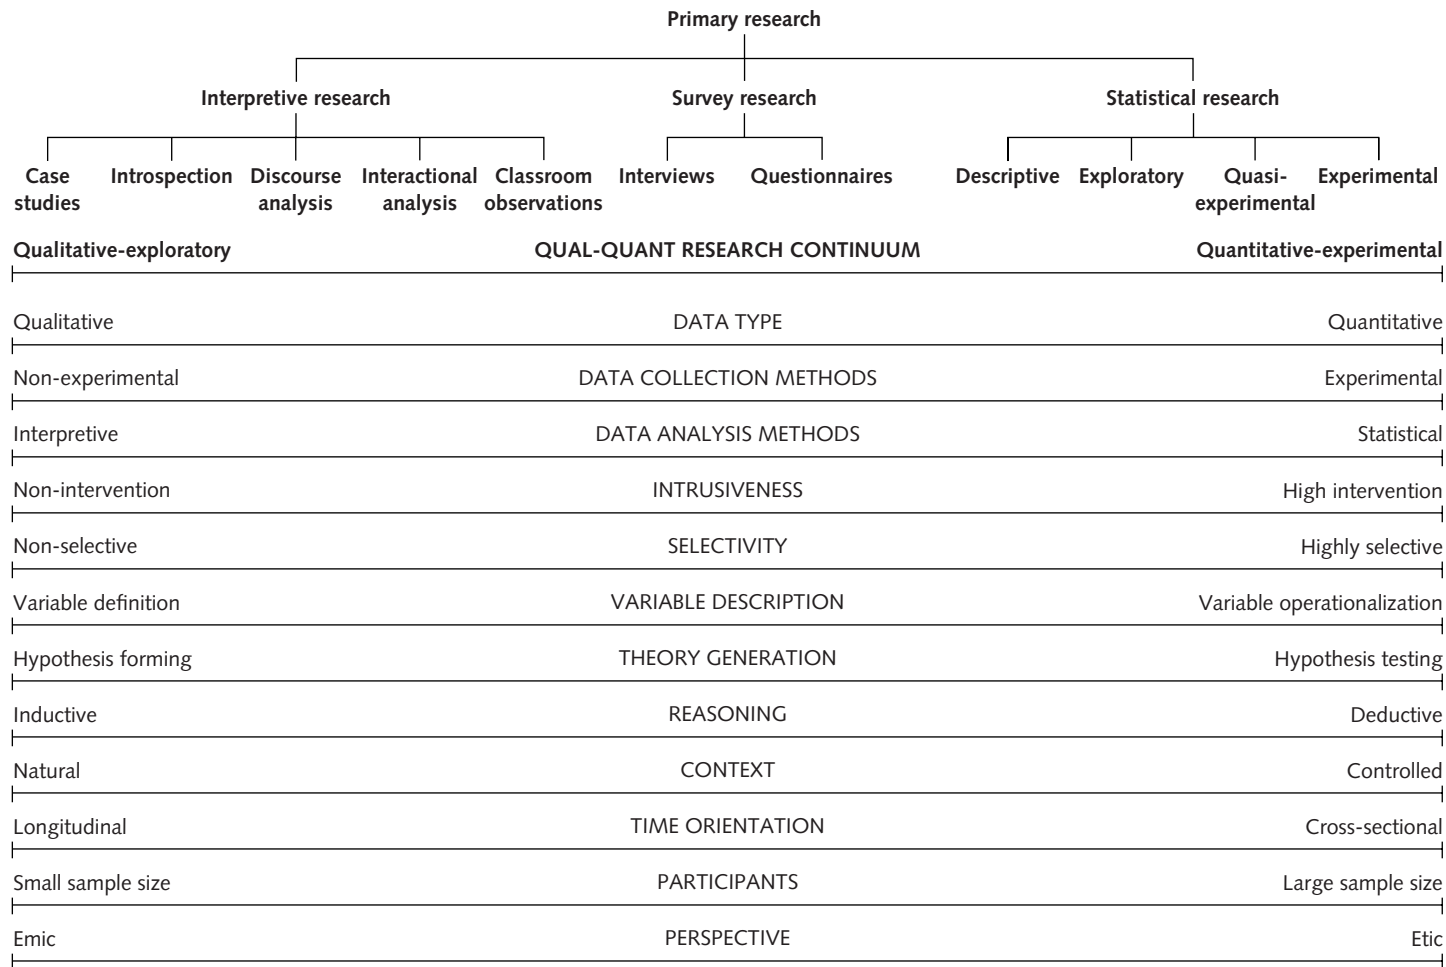 Primary research
Interpretive research Survey research Statistical research
Case Introspection Discourse Interactional Classroom Interviews Questionnaires Descriptive Exploratory Quasi- Experimental
studies analysis analysis observations experimental
Qualitative-exploratory QUAL-QUANT RESEARCH CONTINUUM Quantitative-experimental
Qualitative DATA TYPE Quantitative
Non-experimental DATA COLLECTION METHODS Experimental
Interpretive DATA ANALYSIS METHODS Statistical
Non-intervention INTRUSIVENESS High intervention
Non-selective SELECTIVITY Highly selective
Variable definition VARIABLE DESCRIPTION Variable operationalization
Hypothesis forming THEORY GENERATION Hypothesis testing
Inductive REASONING Deductive
Natural CONTEXT Controlled
Longitudinal TIME ORIENTATION Cross-sectional
Small sample size PARTICIPANTS Large sample size
Emic PERSPECTIVE Etic